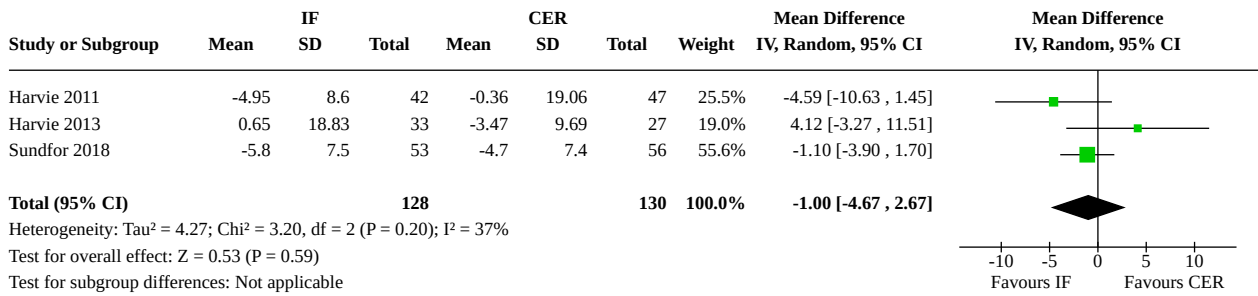 IF CER Mean Difference Mean Difference
Study or Subgroup Mean SD Total Mean SD Total Weight IV, Random, 95% CI IV, Random, 95% CI
Harvie 2011 -4.95 8.6 42 -0.36 19.06 47 25.5% -4.59 [-10.63 , 1.45]
Harvie 2013 0.65 18.83 33 -3.47 9.69 27 19.0% 4.12 [-3.27 , 11.51]
Sundfor 2018 -5.8 7.5 53 -4.7 7.4 56 55.6% -1.10 [-3.90 , 1.70]
Total (95% CI) 128 130 100.0% -1.00 [-4.67 , 2.67]
Heterogeneity: Tau² = 4.27; Chi² = 3.20, df = 2 (P = 0.20); I² = 37%
Test for overall effect: Z = 0.53 (P = 0.59)
-10 -5 0 5 10
Test for subgroup differences: Not applicable Favours IF Favours CER